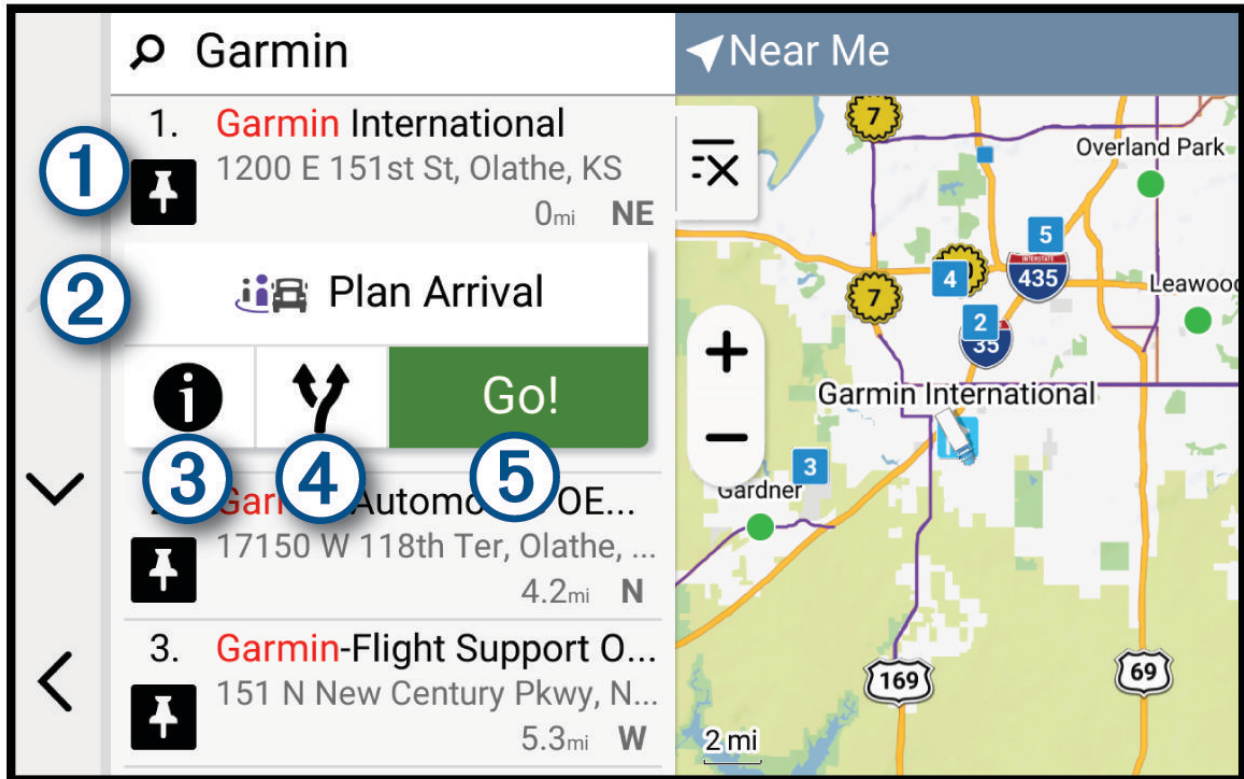 Garmin
1. Garmin International
1200 E 151st St, Olathe, KS
0mi NE
1
Plan Arrival
2
i
Go!
3
4
5
OE...
17150 W 118th Ter, Olathe, ...
4.2mi N
3. Garmin-Flight Support O...
151 N New Century Pkwy, N...
5.3mi W
Near Me
7
Overland Park
5
4
INTERSTATE
435
Leawood
7
2
35
Garmin International
3
Gardner
169
69
2 mi